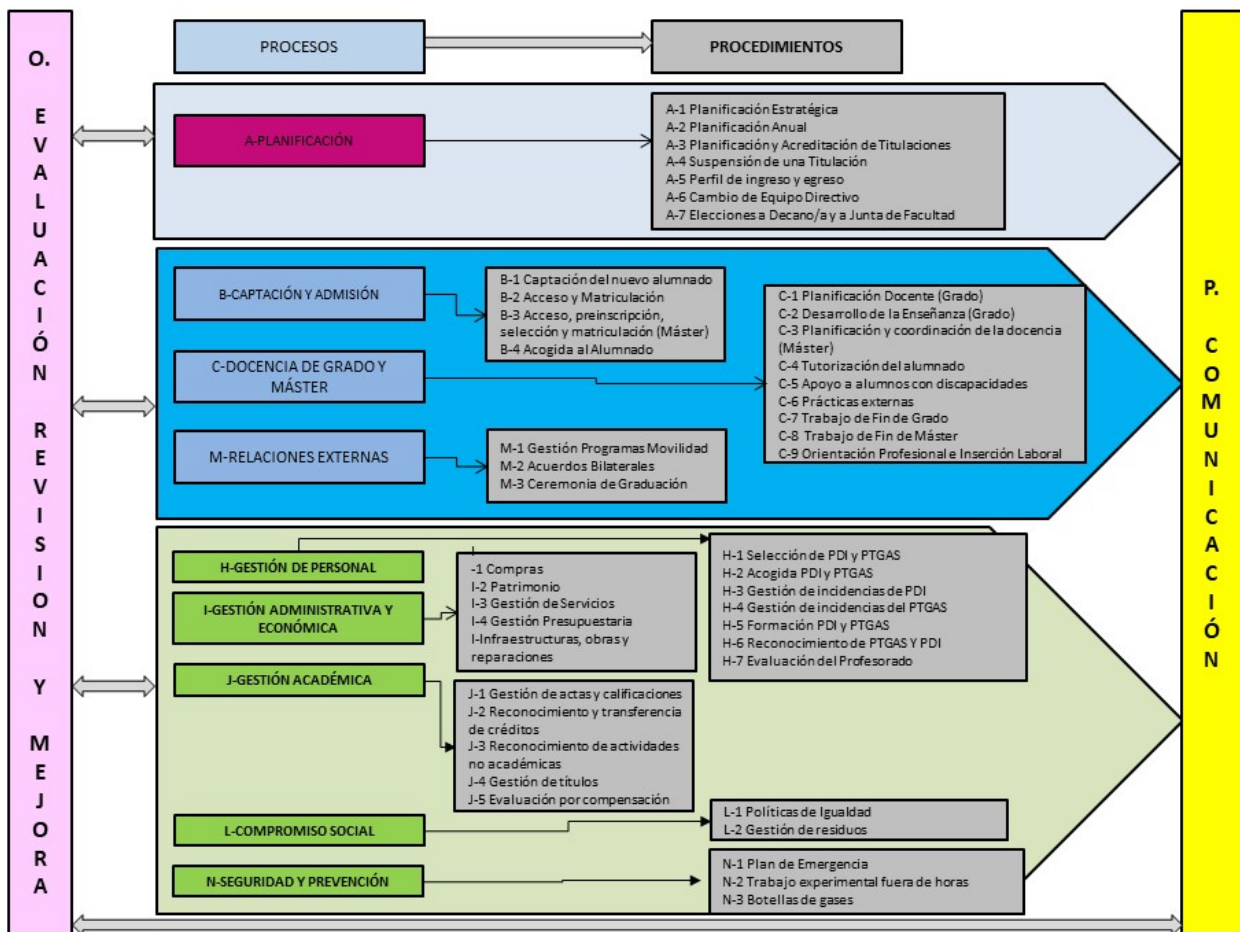 O. EVALUACIÓN REVISION Y MEJORA
PROCESOS
PROCEDIMIENTOS
A-PLANIFICACIÓN
A-1 Planificación Estratégica
A-2 Planificación Anual
A-3 Planificación y Acreditación de Titulaciones
A-4 Suspensión de una Titulación
A-5 Perfil de ingreso y egreso
A-6 Cambio de Equipo Directivo
A-7 Elecciones a Decano/a y a Junta de Facultad
B-CAPTACIÓN Y ADMISIÓN
B-1 Captación del nuevo alumnado
B-2 Acceso y Matriculación
B-3 Acceso, preinscripción,
selección y matriculación (Máster)
B-4 Acogida al Alumnado
C-DOCENCIA DE GRADO Y
MÁSTER
C-1 Planificación Docente (Grado)
C-2 Desarrollo de la Enseñanza (Grado)
C-3 Planificación y coordinación de la docencia
(Máster)
C-4 Tutorización del alumnado
C-5 Apoyo a alumnos con discapacidades
C-6 Prácticas externas
C-7 Trabajo de Fin de Grado
C-8 Trabajo de Fin de Máster
C-9 Orientación Profesional e Inserción Laboral
M-RELACIONES EXTERNAS
M-1 Gestión Programas Movilidad
M-2 Acuerdos Bilaterales
M-3 Ceremonia de Graduación
H-GESTIÓN DE PERSONAL
H-1 Selección de PDI y PTGAS
H-2 Acogida PDI y PTGAS
H-3 Gestión de incidencias de PDI
H-4 Gestión de incidencias del PTGAS
H-5 Formación PDI y PTGAS
H-6 Reconocimiento de PTGAS Y PDI
H-7 Evaluación del Profesorado
I-GESTIÓN ADMINISTRATIVA Y
ECONÓMICA
-1 Compras
I-2 Patrimonio
I-3 Gestión de Servicios
I-4 Gestión Presupuestaria
I-Infraestructuras, obras y
reparaciones
J-GESTIÓN ACADÉMICA
J-1 Gestión de actas y calificaciones
J-2 Reconocimiento y transferencia
de créditos
J-3 Reconocimiento de actividades
no académicas
J-4 Gestión de títulos
J-5 Evaluación por compensación
L-COMPROMISO SOCIAL
L-1 Políticas de Igualdad
L-2 Gestión de residuos
N-SEGURIDAD Y PREVENCIÓN
N-1 Plan de Emergencia
N-2 Trabajo experimental fuera de horas
N-3 Botellas de gases
P. COMUNICACIÓN